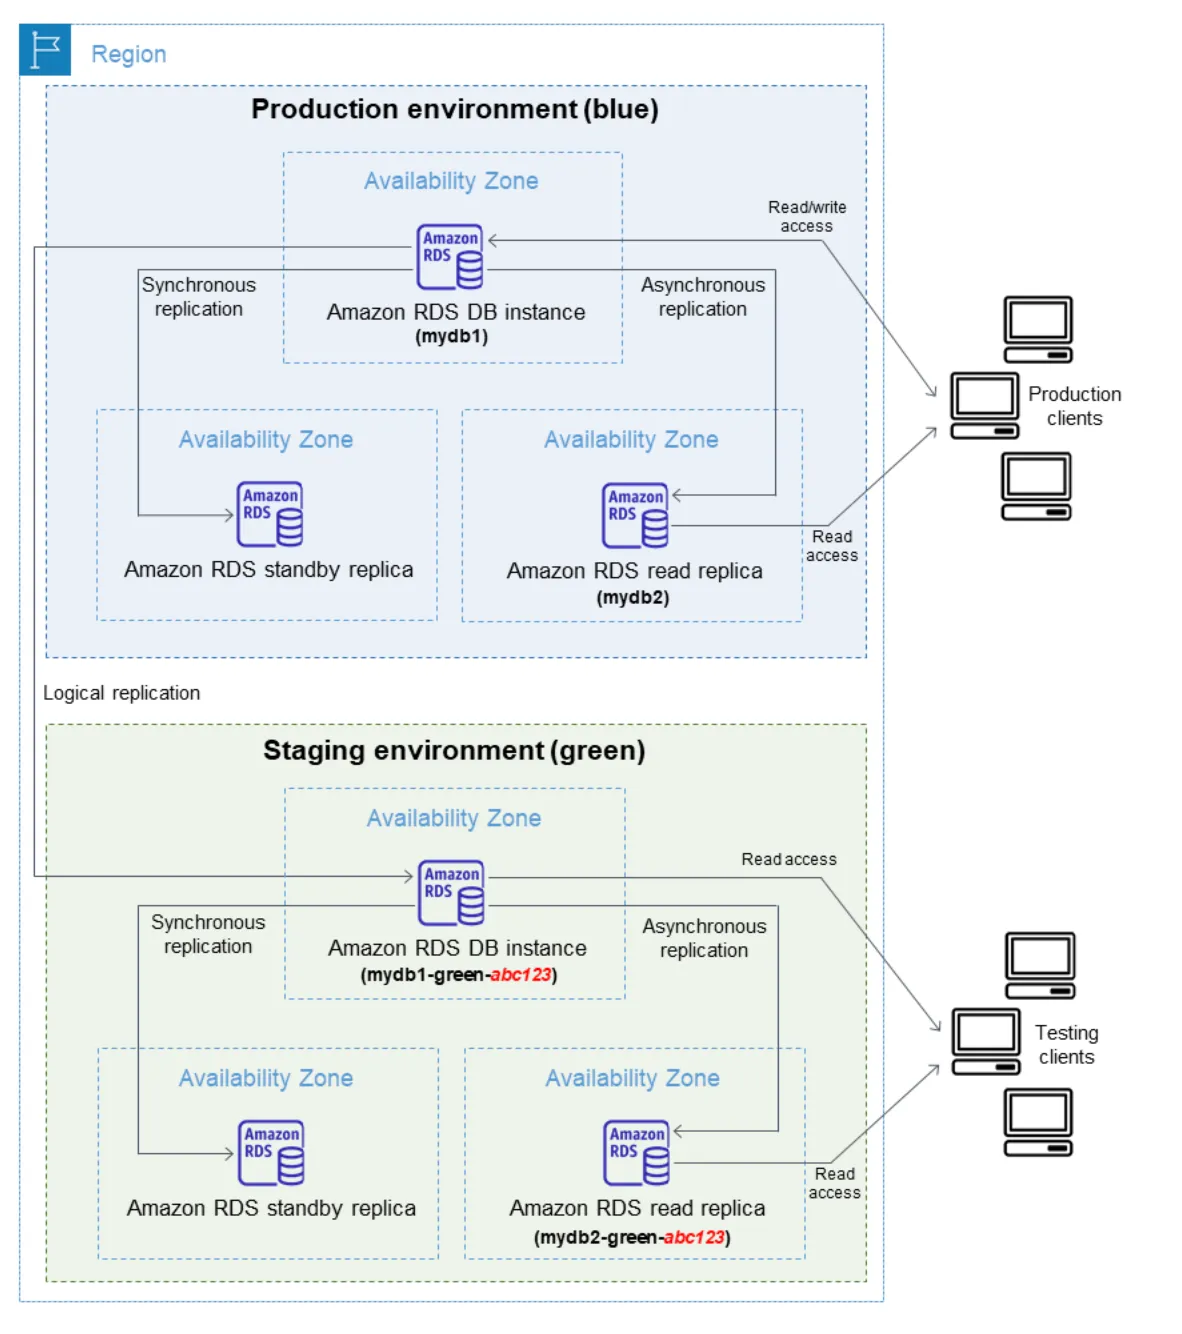 Region
Production environment (blue)
Availability Zone
Read/write
access
Amazon
RDS
Synchronous
replication
Asynchronous
replication
Amazon RDS DB instance
(mydb1)
Production
clients
Availability Zone
Availability Zone
Amazon
RDS
Amazon
RDS
Read
access
Amazon RDS standby replica
Amazon RDS read replica
(mydb2)
Logical replication
Staging environment (green)
Availability Zone
Read access
Amazon
RDS
Synchronous
replication
Asynchronous
replication
Amazon RDS DB instance
(mydb1-green-abc123)
Testing
clients
Availability Zone
Availability Zone
Amazon
RDS
Amazon
RDS
Read
access
Amazon RDS standby replica
Amazon RDS read replica
(mydb2-green-abc123)